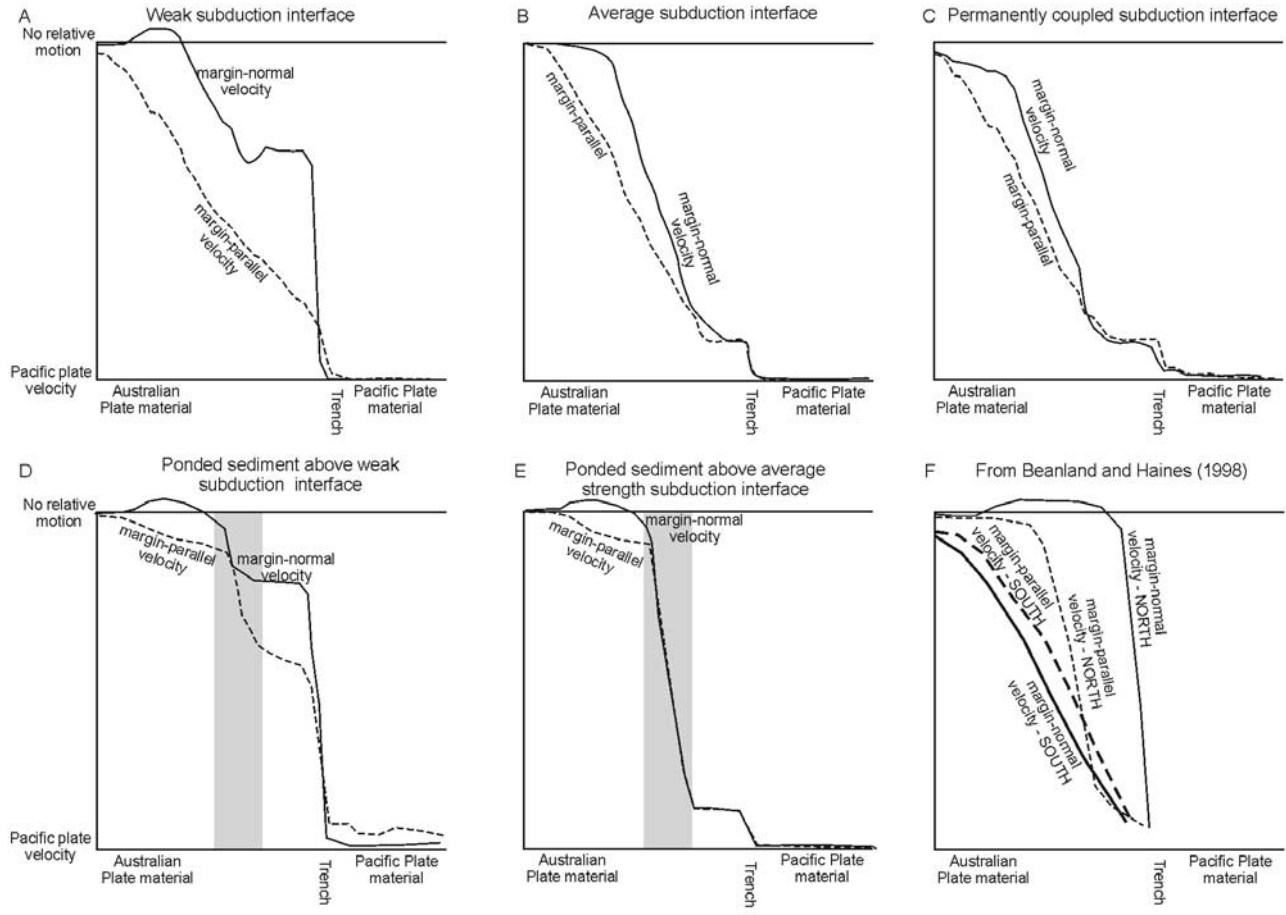 A
Weak subduction interface
No relative
motion
margin-normal
velocity
margin-parallel
velocity
Pacific plate
velocity
Australian
Plate material
Trench
Pacific Plate
material
B
Average subduction interface
margin-parallel
margin-normal
velocity
Australian
Plate material
Trench
Pacific Plate
material
C
Permanently coupled subduction interface
margin-normal
velocity
margin-parallel
Australian
Plate material
Trench
Pacific Plate
material
D
Ponded sediment above weak
subduction interface
No relative
motion
margin-parallel
velocity
margin-normal
velocity
Pacific plate
velocity
Australian
Plate material
Trench
Pacific Plate
material
E
Ponded sediment above average
strength subduction interface
margin-normal
velocity
margin-parallel
velocity
Australian
Plate material
Trench
Pacific Plate
material
F
From Beanland and Haines (1998)
margin-parallel
velocity - SOUTH
margin-parallel
velocity - NORTH
margin-normal
velocity - NORTH
margin-normal
velocity - SOUTH
Australian
Plate material
Trench
Pacific Plate
material